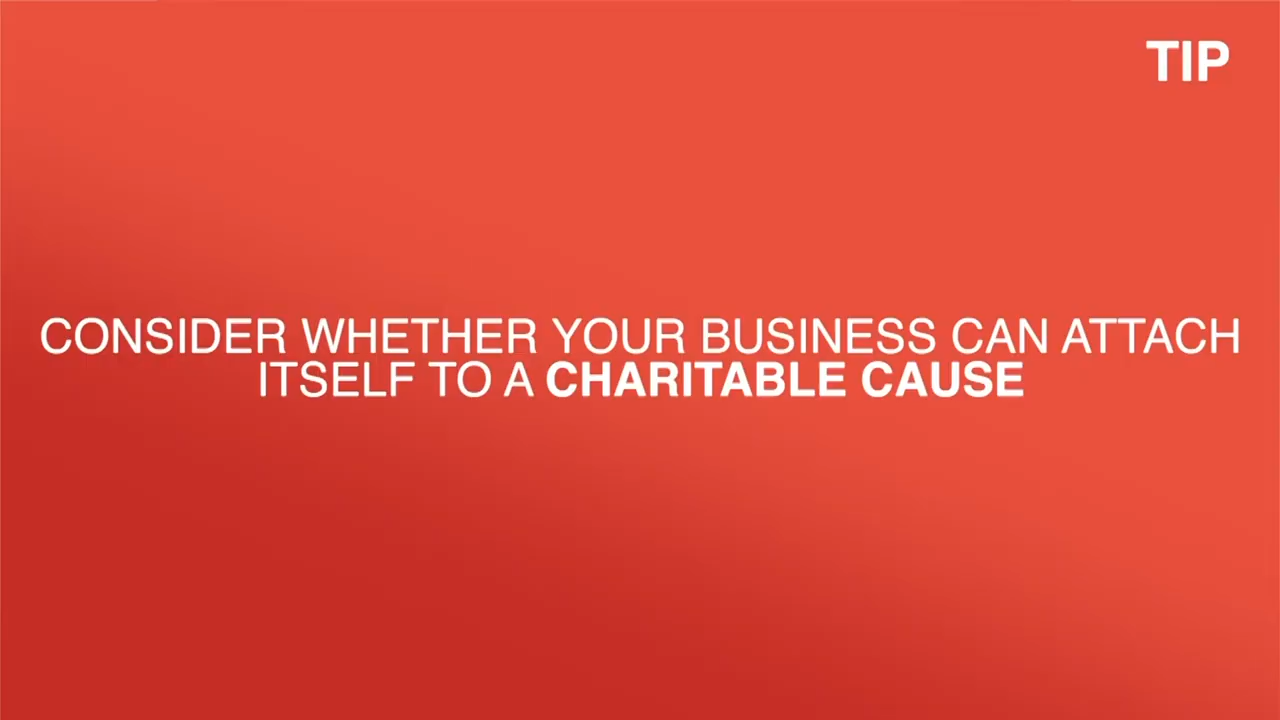 TIP
CONSIDER WHETHER YOUR BUSINESS CAN ATTACH
ITSELF TO A CHARITABLE CAUSE